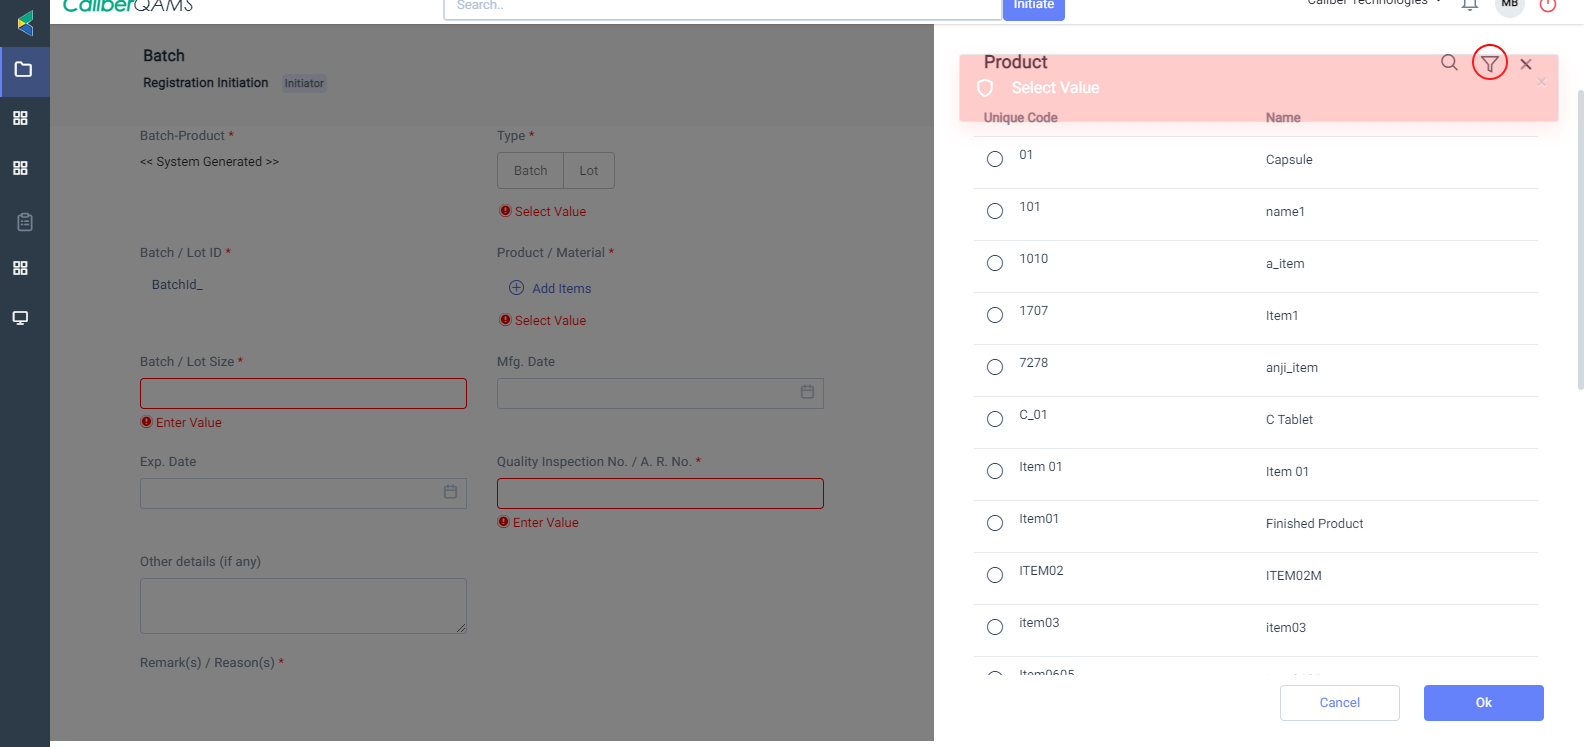 CaliberQAMS
Search..
Initiate
Caliber Technologies
MB
Batch
Registration Initiation Initiator
Batch-Product *
<< System Generated >>
Type *
Batch Lot
Select Value
Batch / Lot ID *
BatchId_
Product / Material *
Add Items
Select Value
Batch / Lot Size *
Enter Value
Mfg. Date
Exp. Date
Quality Inspection No. / A. R. No. *
Enter Value
Other details (if any)
Remark(s) / Reason(s) *
Product
Select Value
Unique Code Name
01 Capsule
101 name1
1010 a_item
1707 Item1
7278 anji_item
C_01 C Tablet
Item 01 Item 01
Item01 Finished Product
ITEM02 ITEM02M
item03 item03
Item0605
Cancel Ok